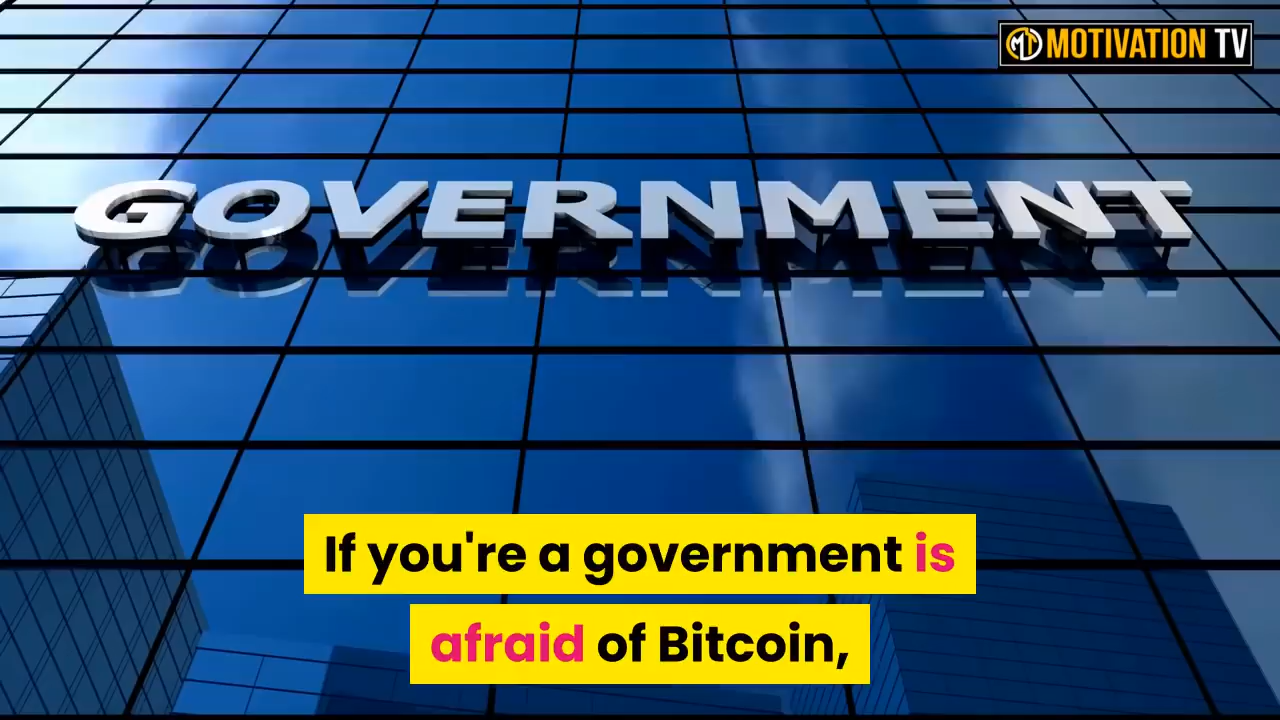 MOTIVATION TV
GOVERNMENT
If you're a government is
afraid of Bitcoin,